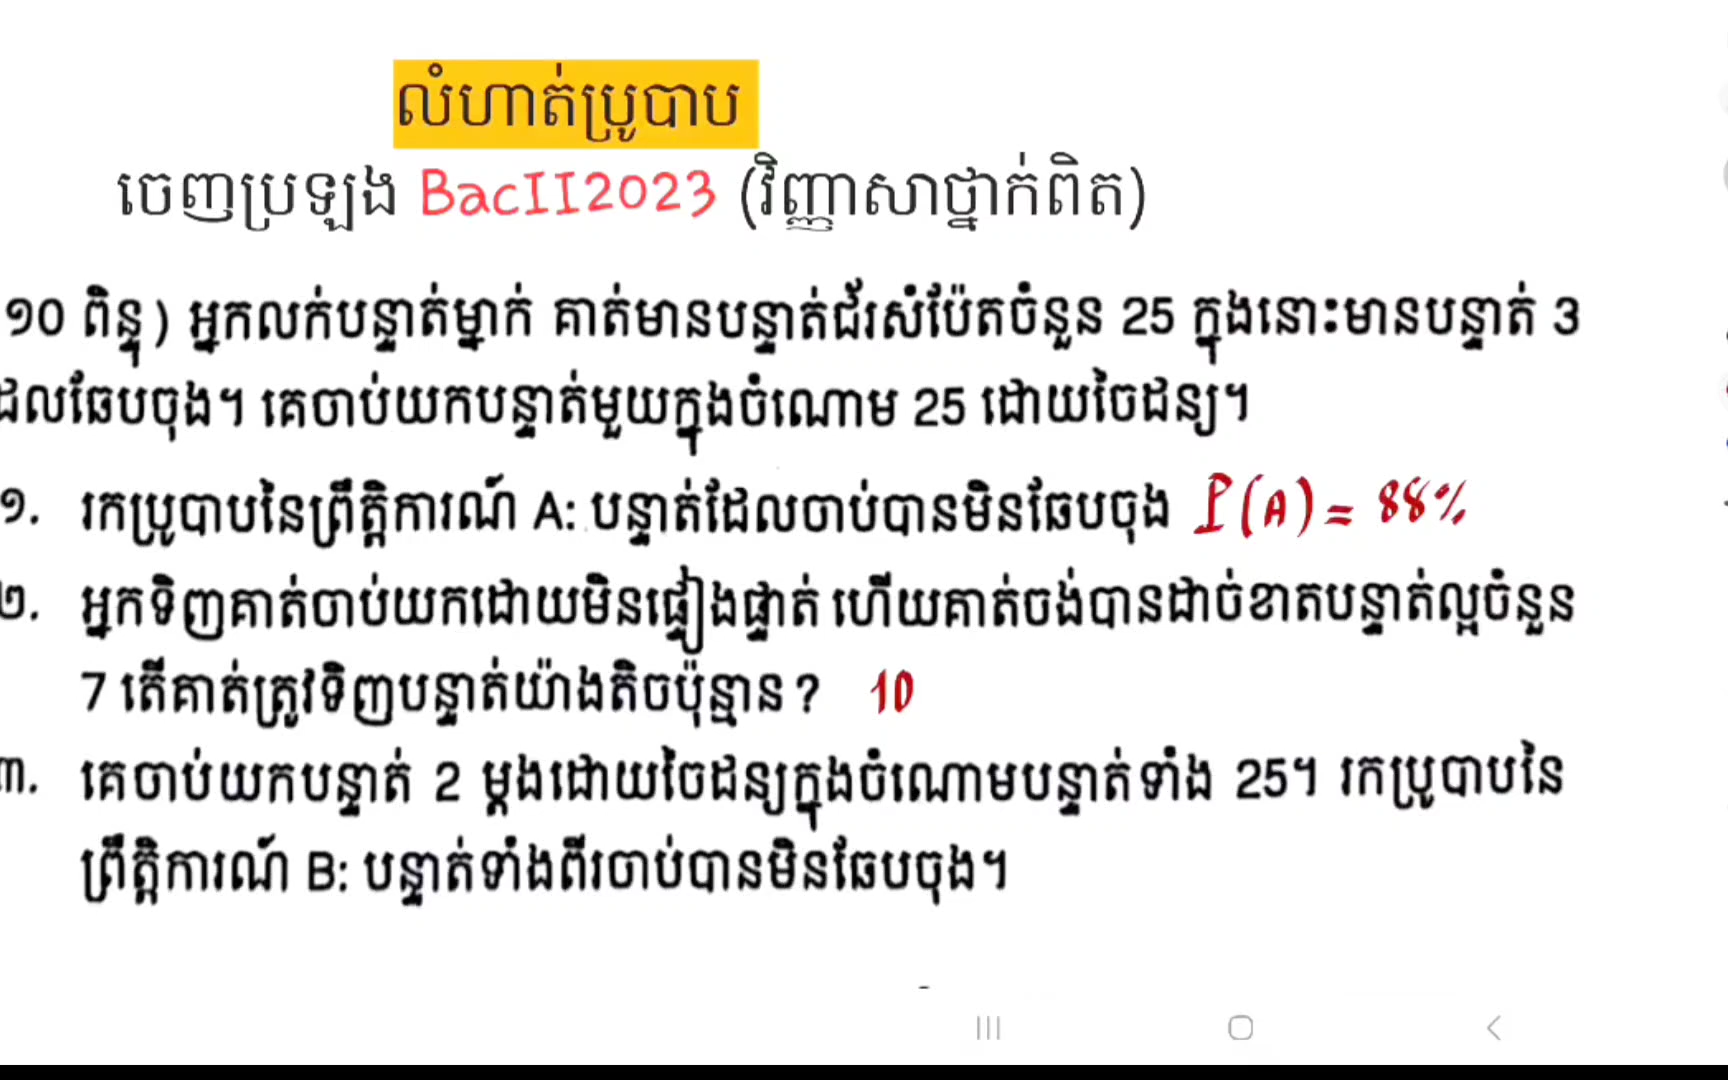 លំហាត់ប្រូបាប
ចេញប្រឡង BacII2023 (វិញ្ញាសាថ្នាក់ពិត)
១០ ពិន្ទុ) អ្នកលក់បន្ទាត់ម្នាក់ គាត់មានបន្ទាត់ជ័រសំប៉ែតចំនួន 25 ក្នុងនោះមានបន្ទាត់ 3
ដែលឆែបចុង។ គេចាប់យកបន្ទាត់មួយក្នុងចំណោម 25 ដោយចៃដន្យ។
១. រកប្រូបាបនៃព្រឹត្តិការណ៍ A: បន្ទាត់ដែលចាប់បានមិនឆែបចុង P(A) = 88%
២. អ្នកទិញគាត់ចាប់យកដោយមិនផ្ទៀងផ្ទាត់ ហើយគាត់ចង់បានដាច់ខាតបន្ទាត់ល្អចំនួន
7 តើគាត់ត្រូវទិញបន្ទាត់យ៉ាងតិចប៉ុន្មាន? 10
៣. គេចាប់យកបន្ទាត់ 2 ម្តងដោយចៃដន្យក្នុងចំណោមបន្ទាត់ទាំង 25។ រកប្រូបាបនៃ
ព្រឹត្តិការណ៍ B: បន្ទាត់ទាំងពីរចាប់បានមិនឆែបចុង។